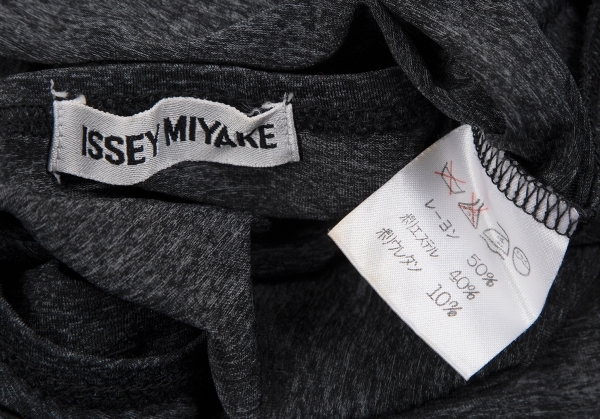 ISSEY MIYAKE
レーヨン 50%
ポリエステル 40%
ポリウレタン 10%